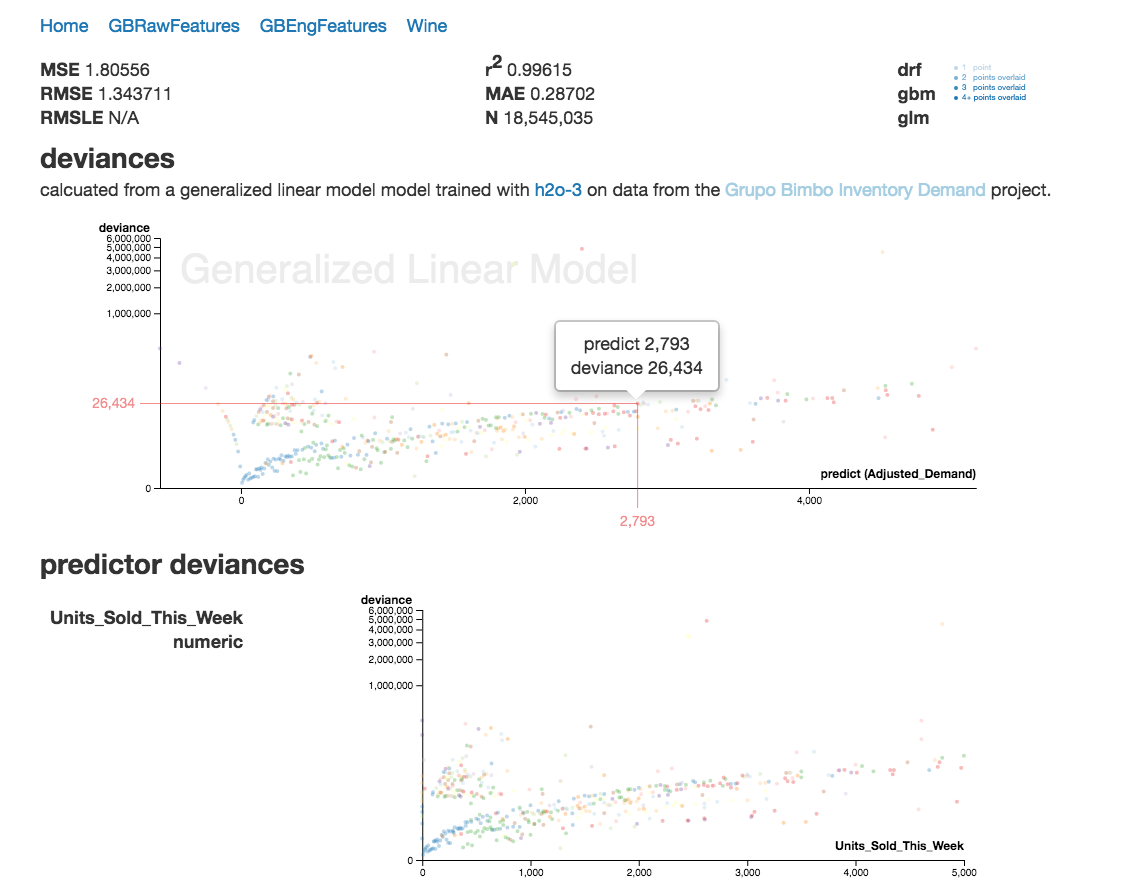 Home GBRawFeatures GBEngFeatures Wine
MSE 1.80556
RMSE 1.343711
RMSLE N/A
r2 0.99615
MAE 0.28702
N 18,545,035
drf
gbm
glm
1 point
2 points overlaid
3 points overlaid
4+ points overlaid
deviances
calcuated from a generalized linear model model trained with h2o-3 on data from the Grupo Bimbo Inventory Demand project.
deviance
6,000,000
5,000,000
4,000,000
3,000,000
2,000,000
1,000,000
26,434
0
Generalized Linear Model
predict 2,793
deviance 26,434
predict (Adjusted_Demand)
0 2,000 4,000
2,793
predictor deviances
Units_Sold_This_Week
numeric
deviance
6,000,000
5,000,000
4,000,000
3,000,000
2,000,000
1,000,000
0
Units_Sold_This_Week
0 1,000 2,000 3,000 4,000 5,000